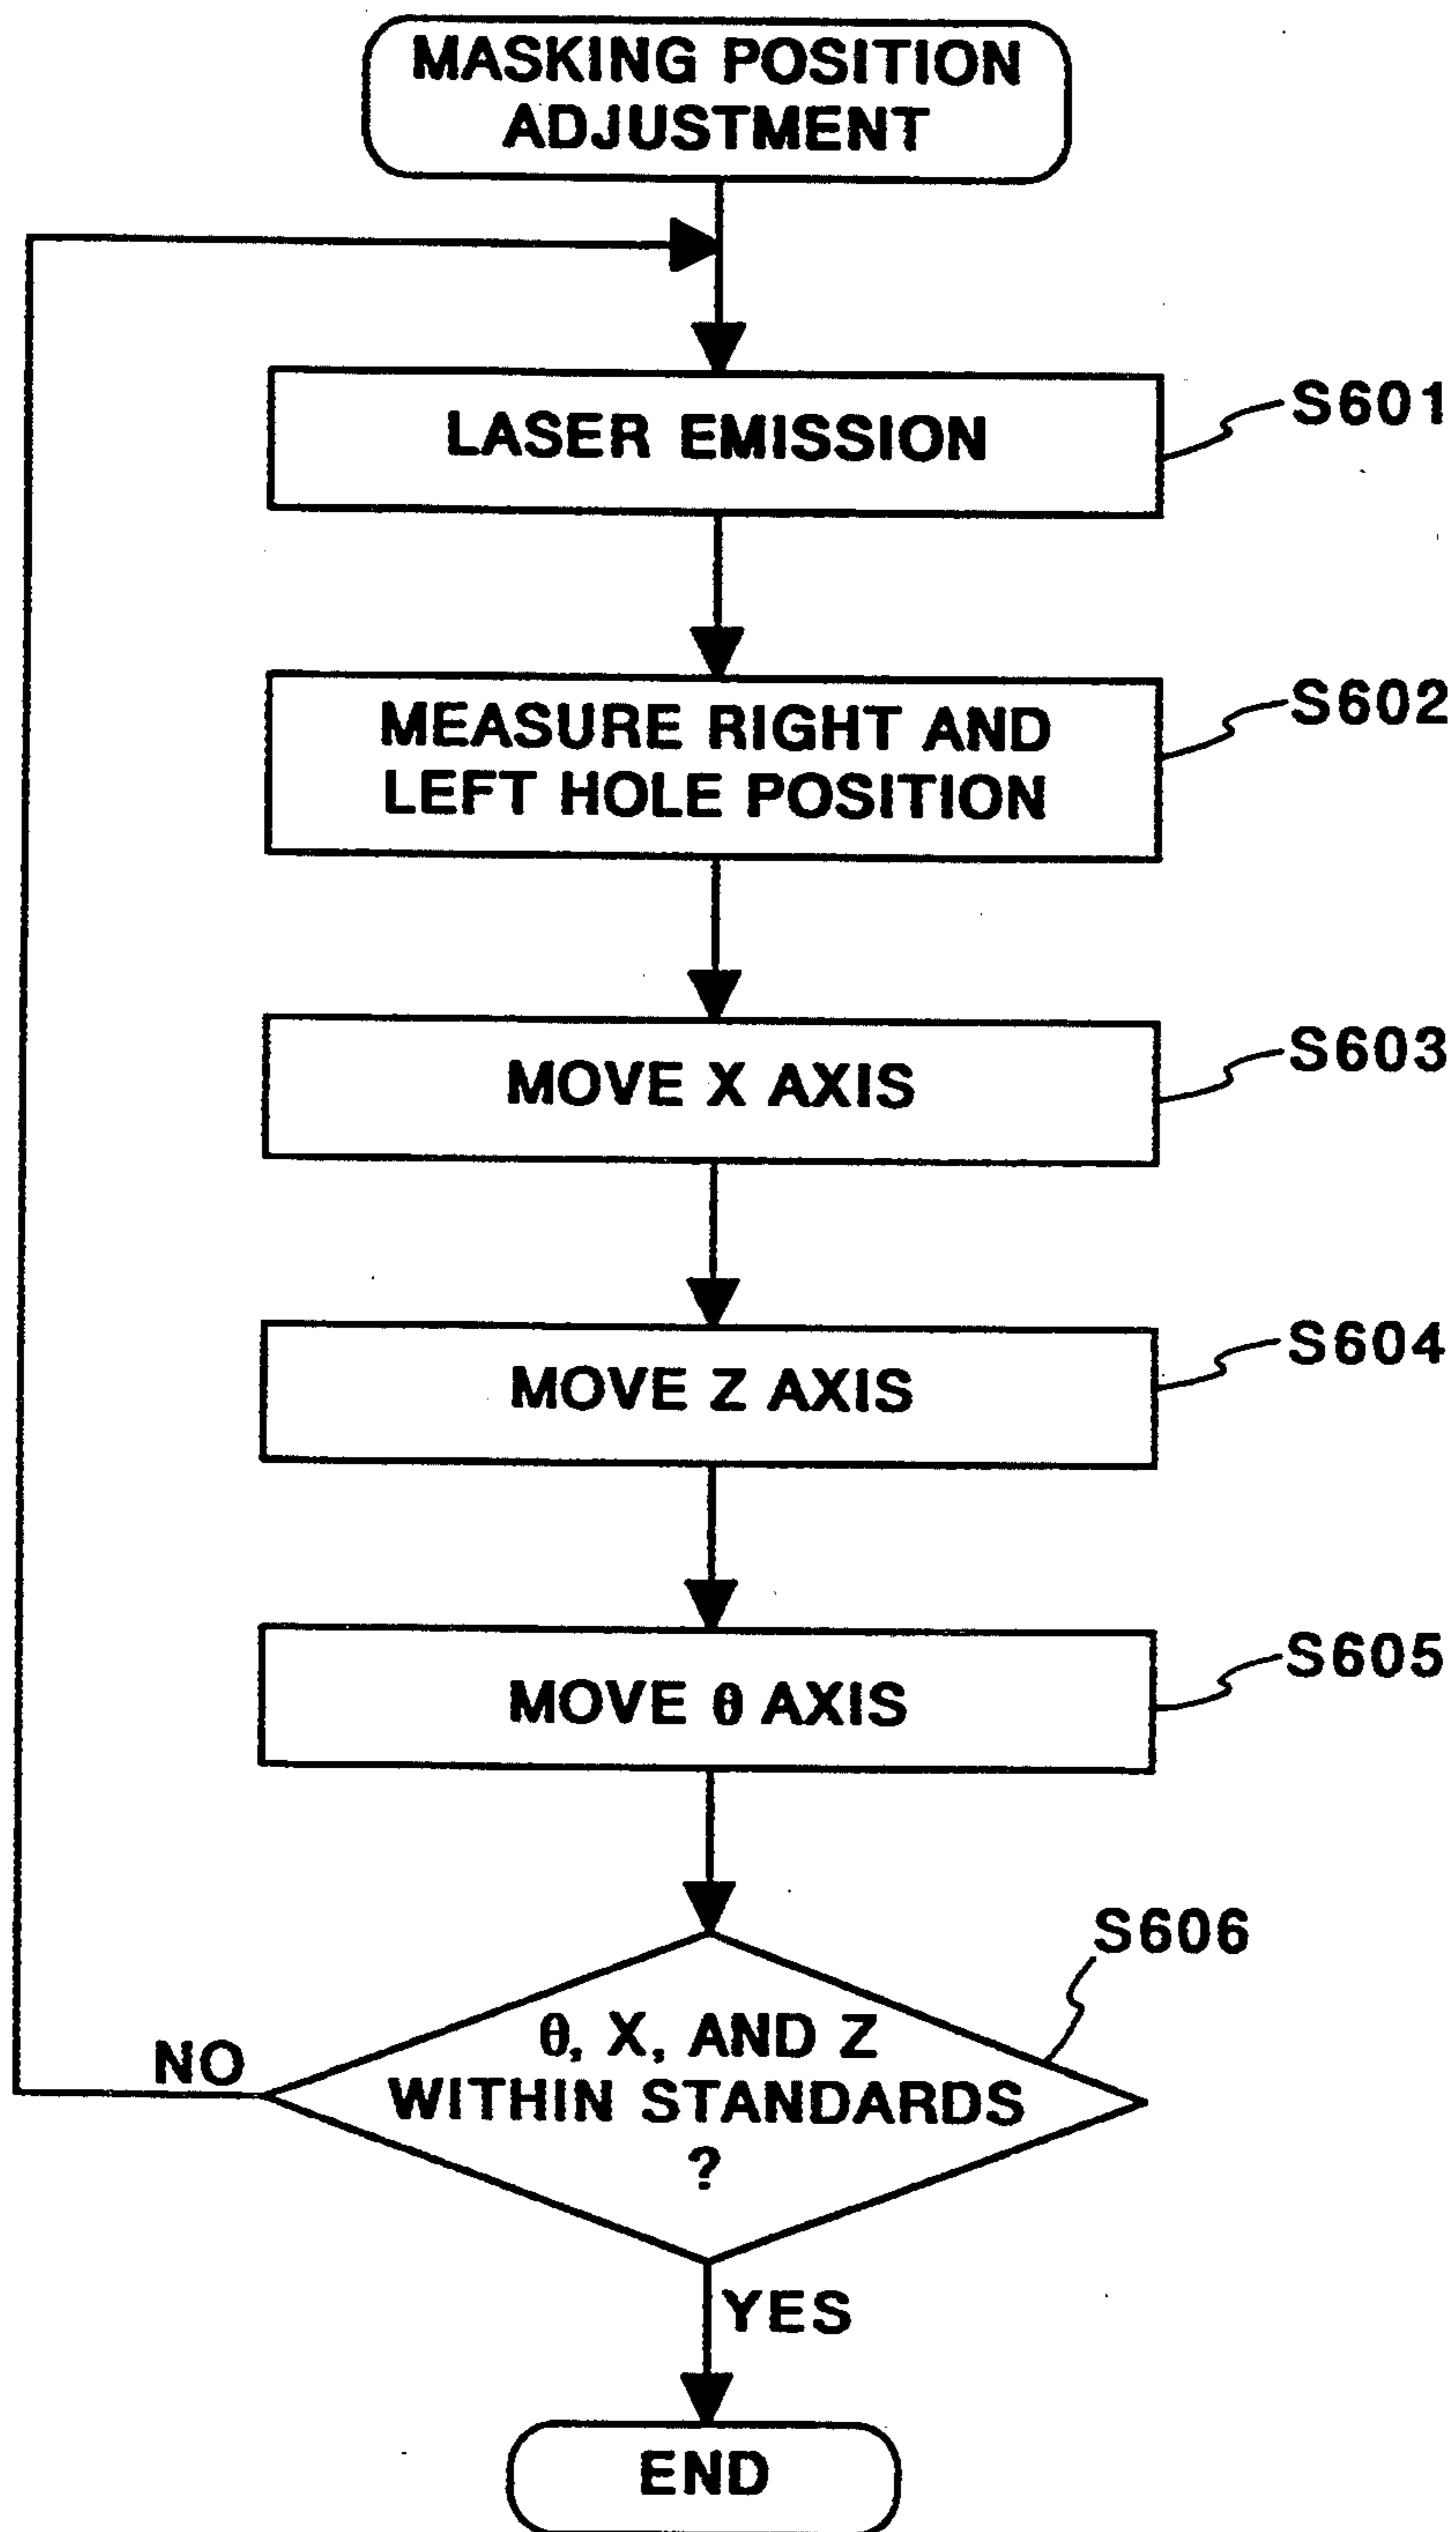 MASKING POSITION
ADJUSTMENT
LASER EMISSION
S601
MEASURE RIGHT AND
LEFT HOLE POSITION
S602
MOVE X AXIS
S603
MOVE Z AXIS
S604
MOVE θ AXIS
S605
S606
θ, X, AND Z
WITHIN STANDARDS
?
NO
YES
END